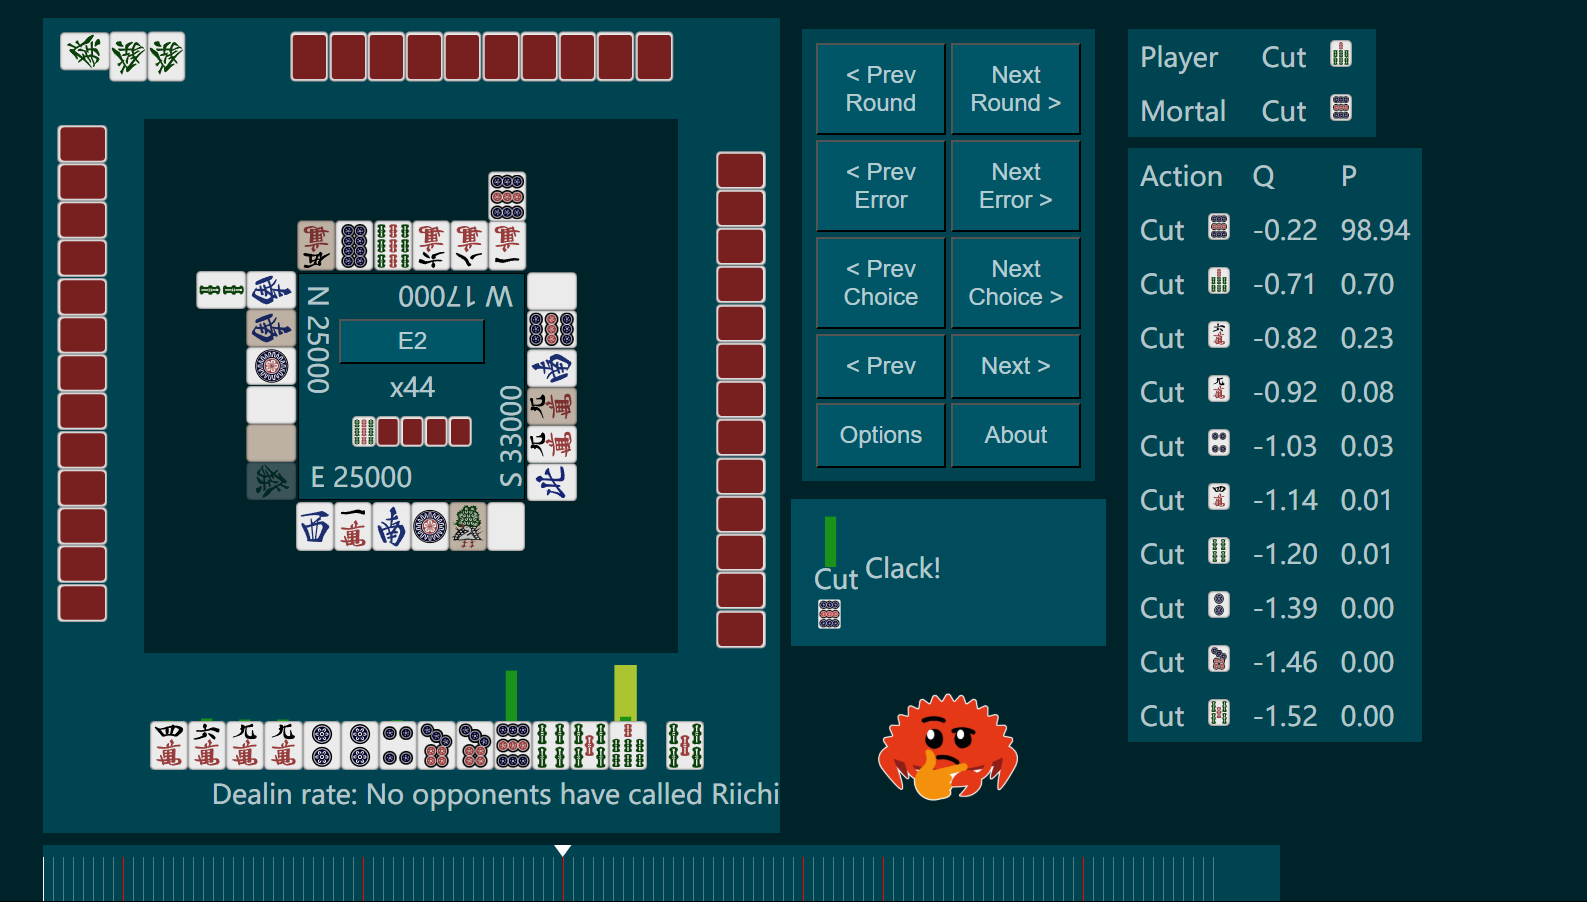 < Prev Round
Next Round >
< Prev Error
Next Error >
< Prev Choice
Next Choice >
< Prev
Next >
Options
About
Player Cut
Mortal Cut
Action Q P
Cut -0.22 98.94
Cut -0.71 0.70
Cut -0.82 0.23
Cut -0.92 0.08
Cut -1.03 0.03
Cut -1.14 0.01
Cut -1.20 0.01
Cut -1.39 0.00
Cut -1.46 0.00
Cut -1.52 0.00
W 17000
N 25000
E2
x44
S 33000
E 25000
Cut
Clack!
Dealin rate: No opponents have called Riichi